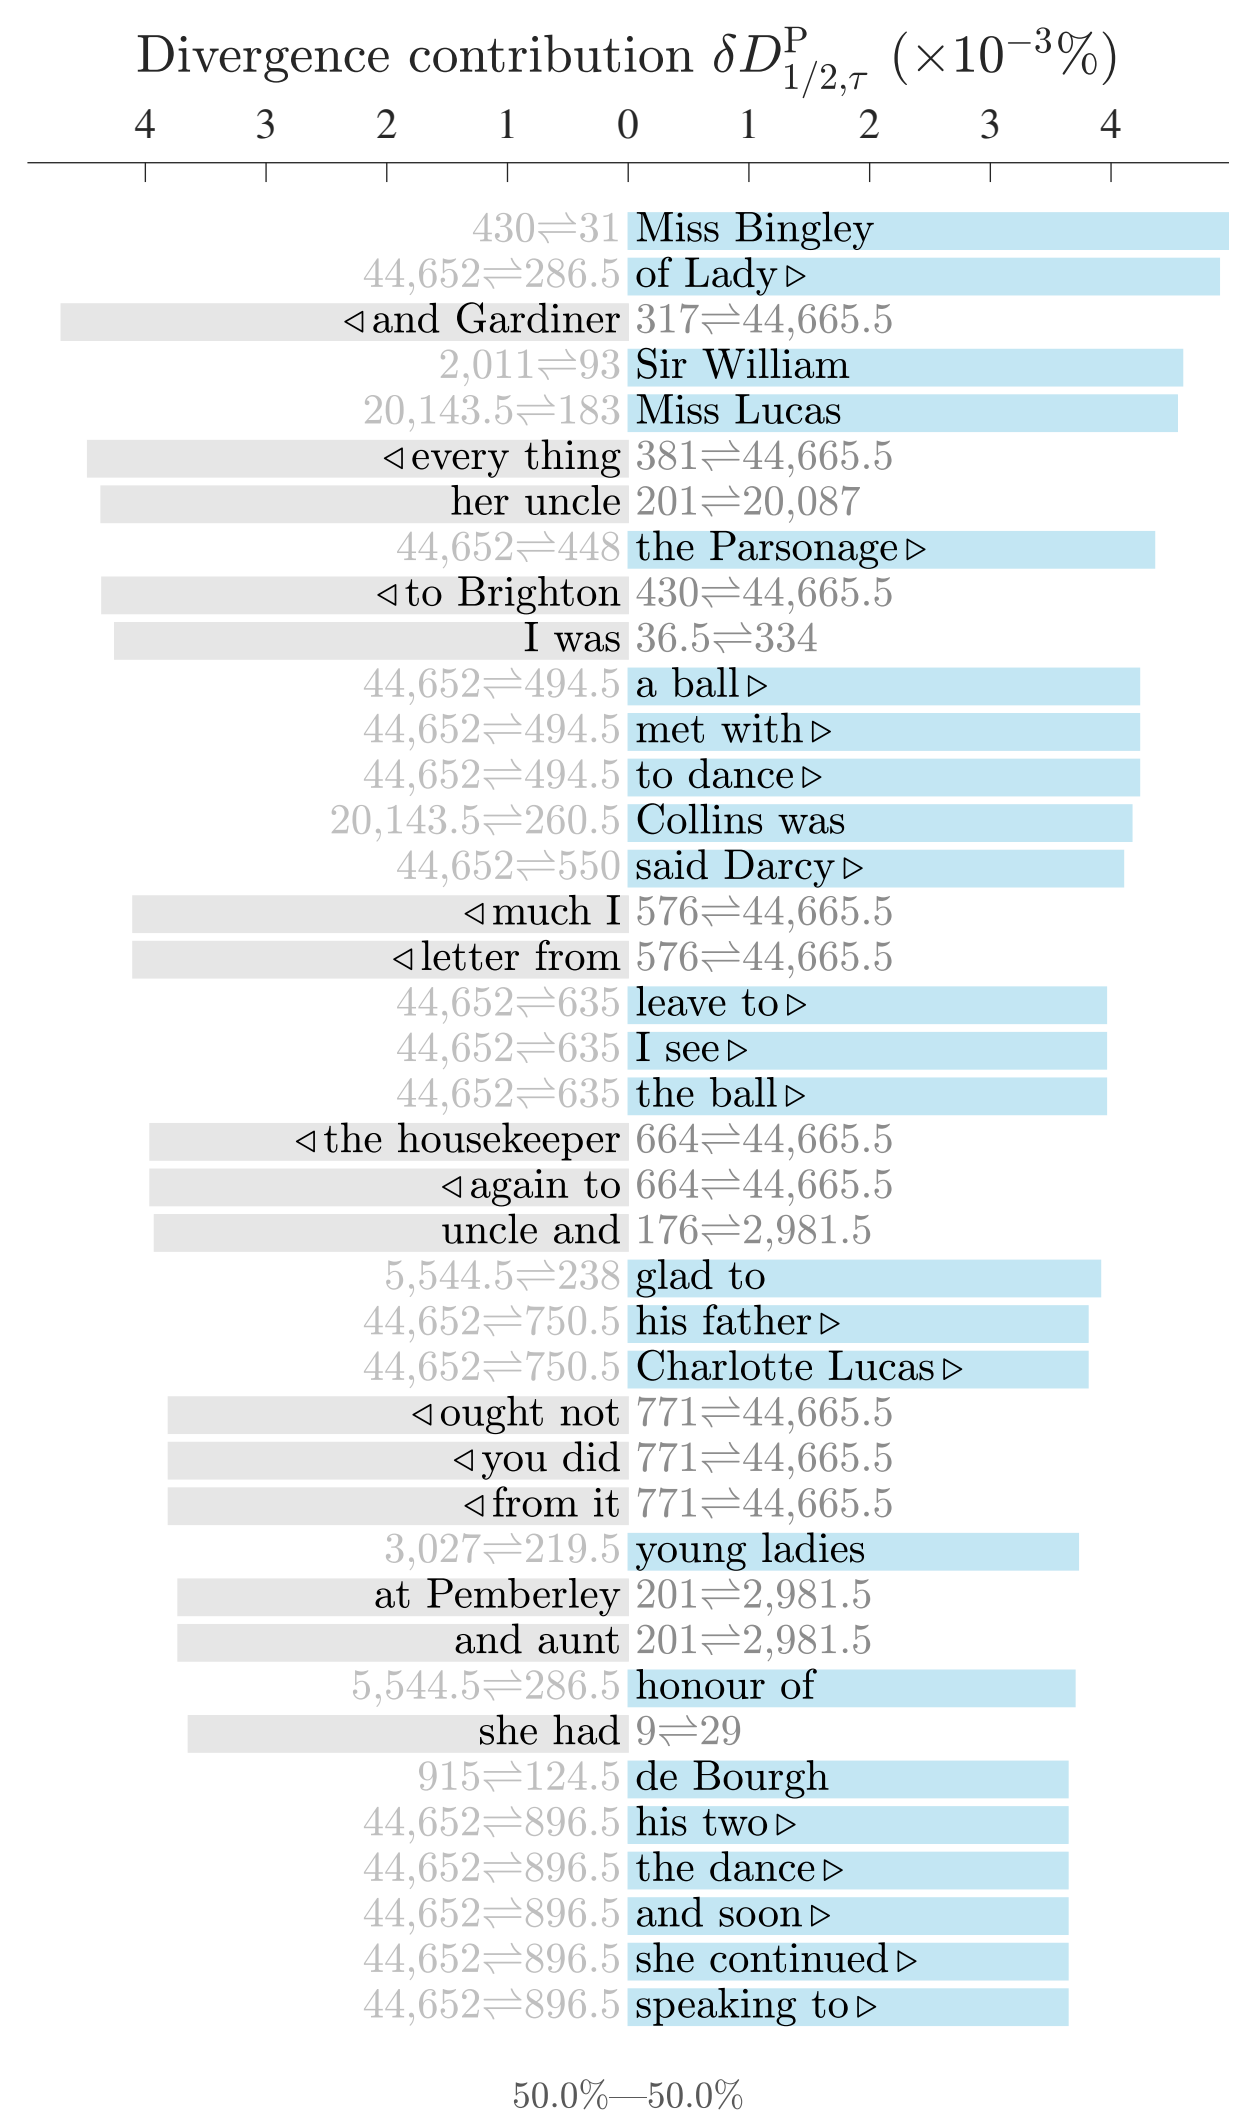 Divergence contribution δD^P_{1/2,τ} (×10^{−3}%)
4 3 2 1 0 1 2 3 4
430⇌31 Miss Bingley
44,652⇌286.5 of Lady▷
◁and Gardiner 317⇌44,665.5
2,011⇌93 Sir William
20,143.5⇌183 Miss Lucas
◁every thing 381⇌44,665.5
her uncle 201⇌20,087
44,652⇌448 the Parsonage▷
◁to Brighton 430⇌44,665.5
I was 36.5⇌334
44,652⇌494.5 a ball▷
44,652⇌494.5 met with▷
44,652⇌494.5 to dance▷
20,143.5⇌260.5 Collins was
44,652⇌550 said Darcy▷
◁much I 576⇌44,665.5
◁letter from 576⇌44,665.5
44,652⇌635 leave to▷
44,652⇌635 I see▷
44,652⇌635 the ball▷
◁the housekeeper 664⇌44,665.5
◁again to 664⇌44,665.5
uncle and 176⇌2,981.5
5,544.5⇌238 glad to
44,652⇌750.5 his father▷
44,652⇌750.5 Charlotte Lucas▷
◁ought not 771⇌44,665.5
◁you did 771⇌44,665.5
◁from it 771⇌44,665.5
3,027⇌219.5 young ladies
at Pemberley 201⇌2,981.5
and aunt 201⇌2,981.5
5,544.5⇌286.5 honour of
she had 9⇌29
915⇌124.5 de Bourgh
44,652⇌896.5 his two▷
44,652⇌896.5 the dance▷
44,652⇌896.5 and soon▷
44,652⇌896.5 she continued▷
44,652⇌896.5 speaking to▷
50.0%—50.0%